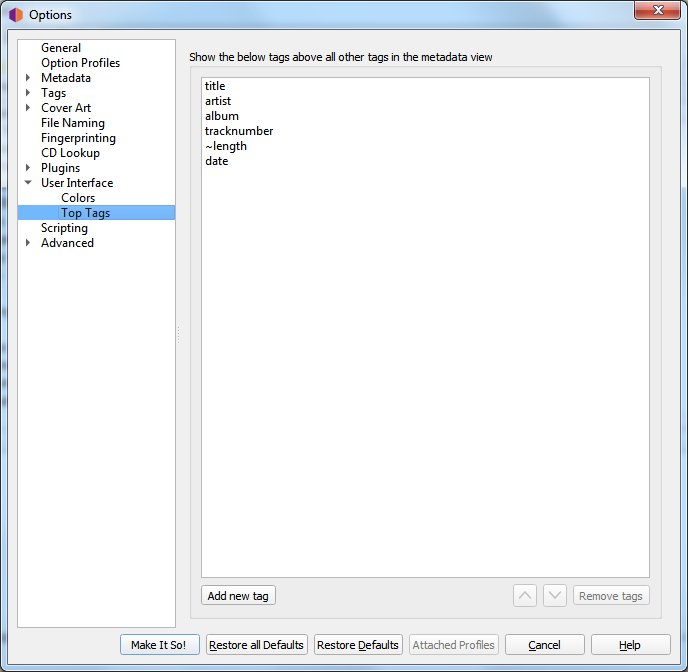 Options
General
Option Profiles
Metadata
Tags
Cover Art
File Naming
Fingerprinting
CD Lookup
Plugins
User Interface
Colors
Top Tags
Scripting
Advanced
Show the below tags above all other tags in the metadata view
title
artist
album
tracknumber
~length
date
Add new tag
Remove tags
Make It So!
Restore all Defaults
Restore Defaults
Attached Profiles
Cancel
Help